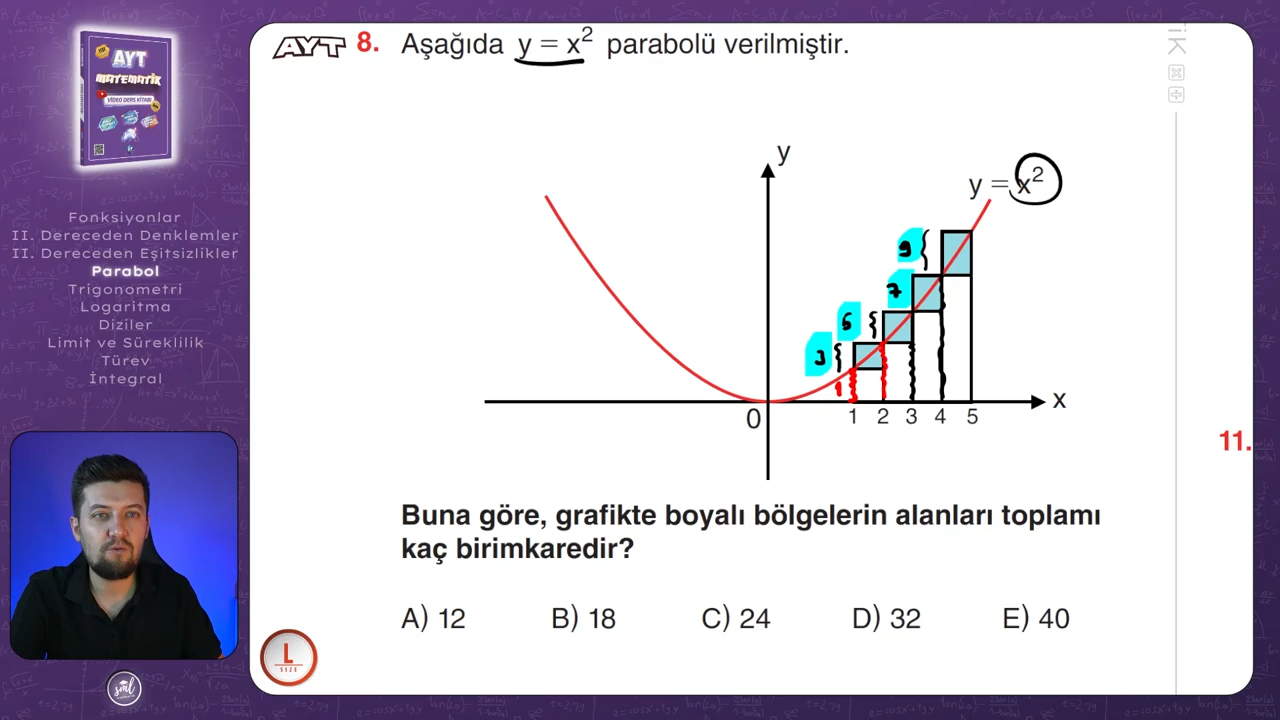 AYT
MATEMATİK
VİDEO DERS KİTABI
Fonksiyonlar
II. Dereceden Denklemler
II. Dereceden Eşitsizlikler
Parabol
Trigonometri
Logaritma
Diziler
Limit ve Süreklilik
Türev
İntegral
sml
AYT 8. Aşağıda y = x² parabolü verilmiştir.
y
y = x²
9
7
5
3
1
0
1 2 3 4 5
x
Buna göre, grafikte boyalı bölgelerin alanları toplamı
kaç birimkaredir?
A) 12 B) 18 C) 24 D) 32 E) 40
L
SIZE
İK
11.